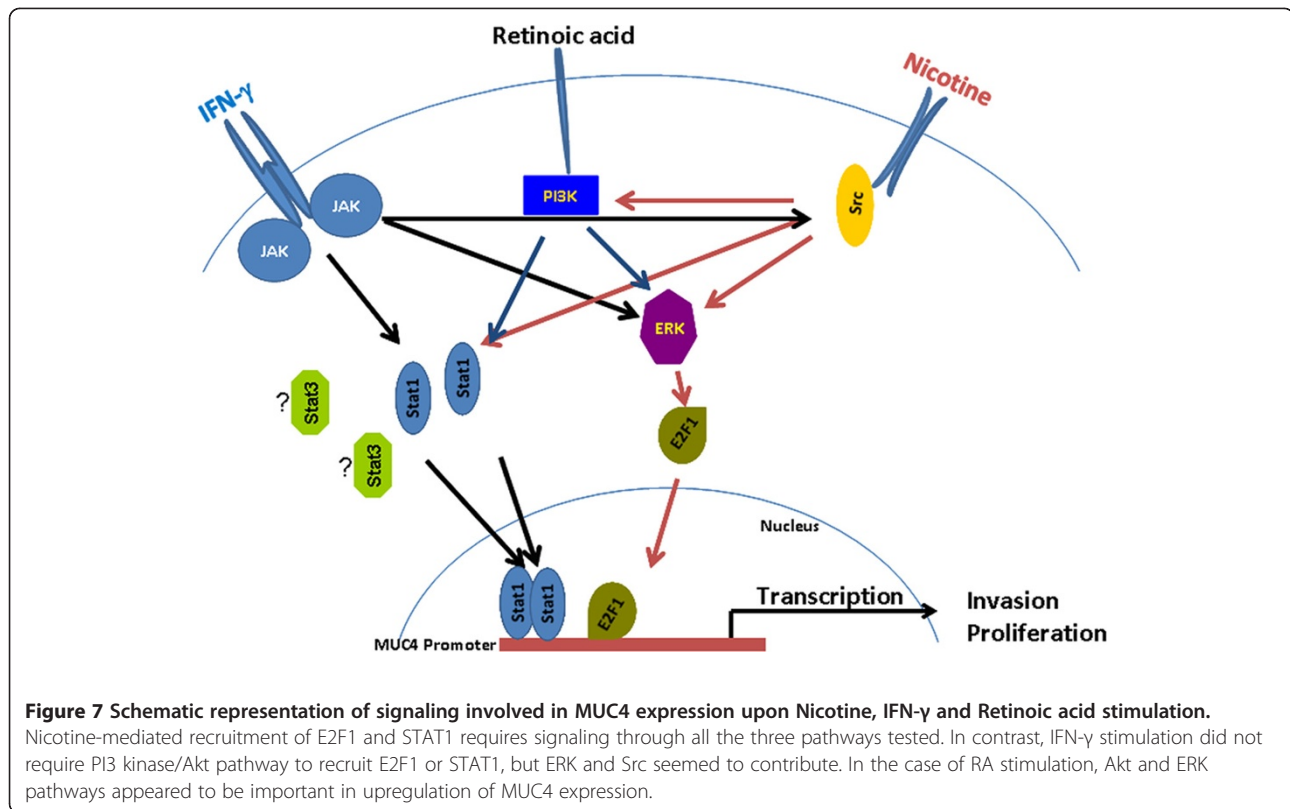 Retinoic acid
IFN-γ
Nicotine
JAK
JAK
PI3K
Src
ERK
Stat1
Stat1
? Stat3
? Stat3
E2F1
Nucleus
Stat1
Stat1
E2F1
Transcription
Invasion
Proliferation
MUC4 Promoter
Figure 7 Schematic representation of signaling involved in MUC4 expression upon Nicotine, IFN-γ and Retinoic acid stimulation.
Nicotine-mediated recruitment of E2F1 and STAT1 requires signaling through all the three pathways tested. In contrast, IFN-γ stimulation did not
require PI3 kinase/Akt pathway to recruit E2F1 or STAT1, but ERK and Src seemed to contribute. In the case of RA stimulation, Akt and ERK
pathways appeared to be important in upregulation of MUC4 expression.